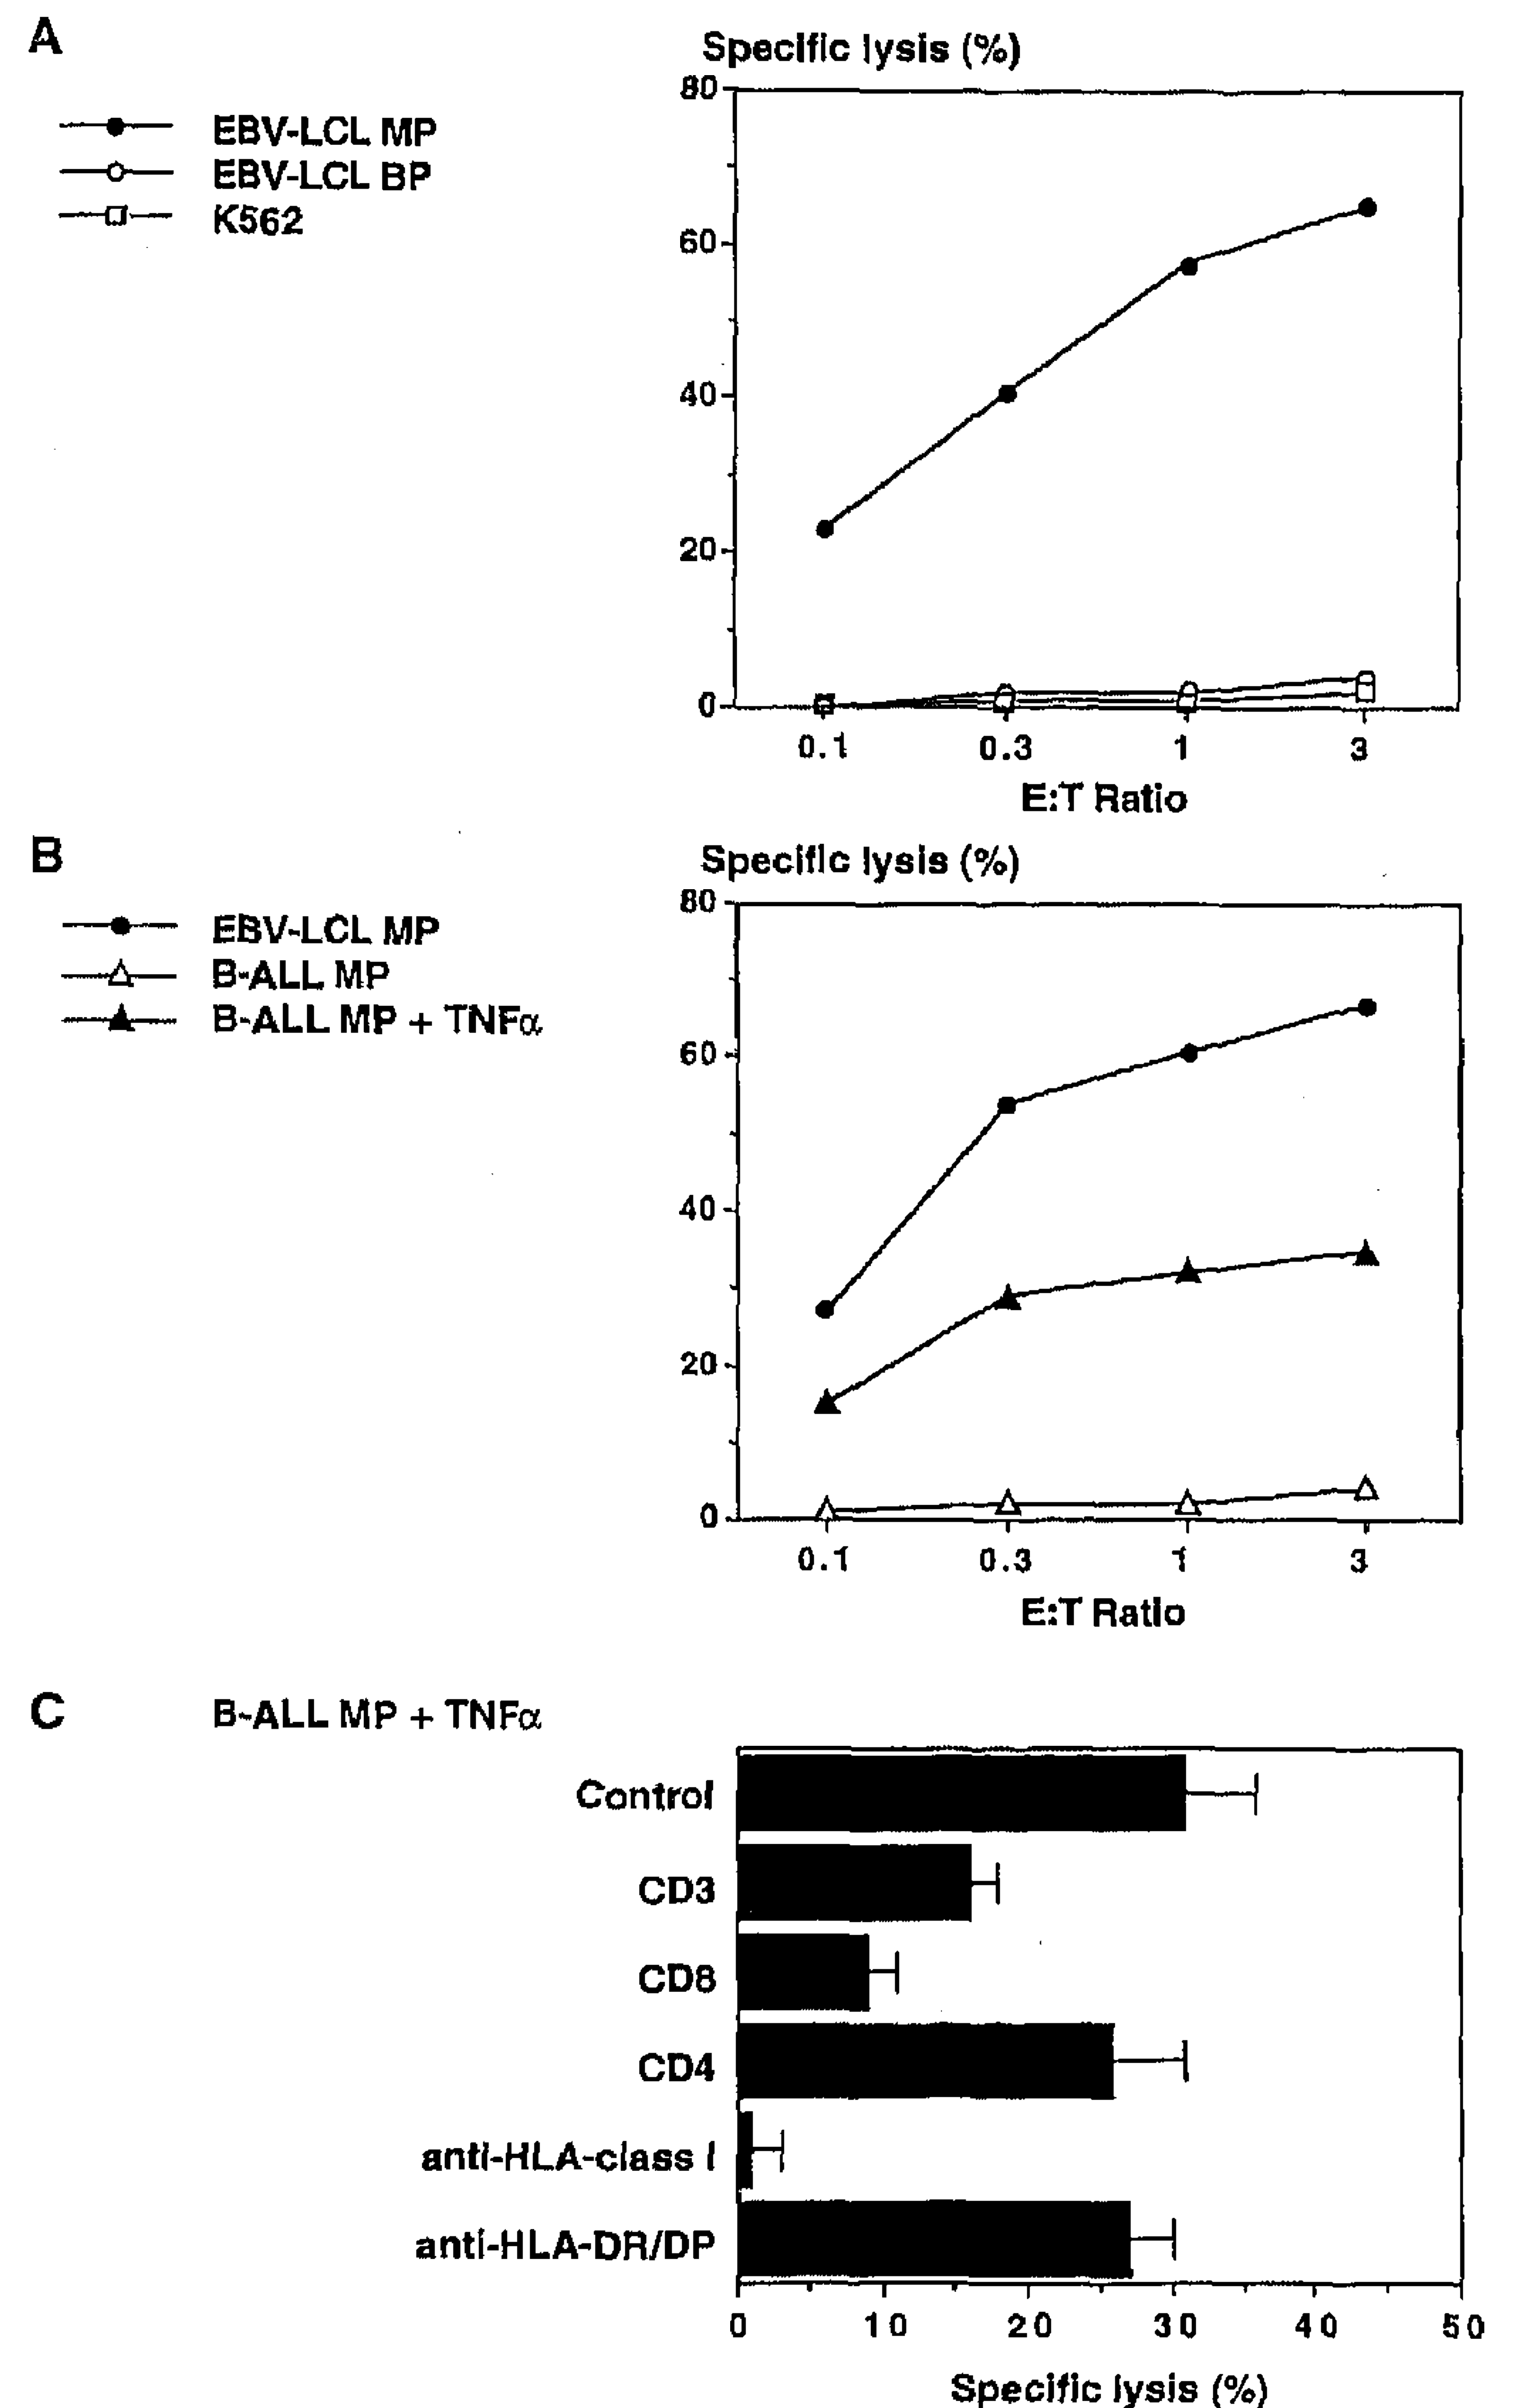 A
Specific lysis (%)
EBV-LCL MP
EBV-LCL BP
K562
80
60
40
20
0
0.1 0.3 1 3
E:T Ratio
B
Specific lysis (%)
EBV-LCL MP
B-ALL MP
B-ALL MP + TNFα
80
60
40
20
0
0.1 0.3 1 3
E:T Ratio
C
B-ALL MP + TNFα
Control
CD3
CD8
CD4
anti-HLA-class I
anti-HLA-DR/DP
0 10 20 30 40 50
Specific lysis (%)